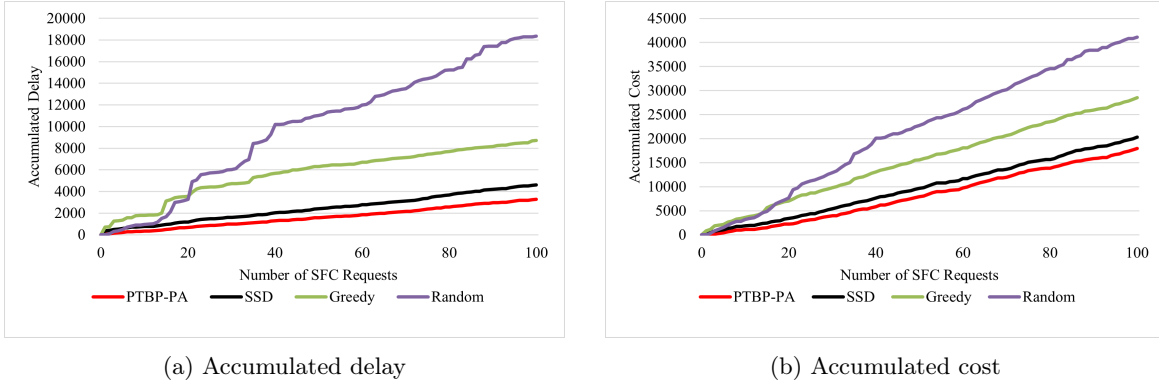 20000
18000
16000
14000
12000
10000
8000
6000
4000
2000
0
Accumulated Delay
0 20 40 60 80 100
Number of SFC Requests
PTBP-PA SSD Greedy Random
(a) Accumulated delay
45000
40000
35000
30000
25000
20000
15000
10000
5000
0
Accumulated Cost
0 20 40 60 80 100
Number of SFC Requests
PTBP-PA SSD Greedy Random
(b) Accumulated cost